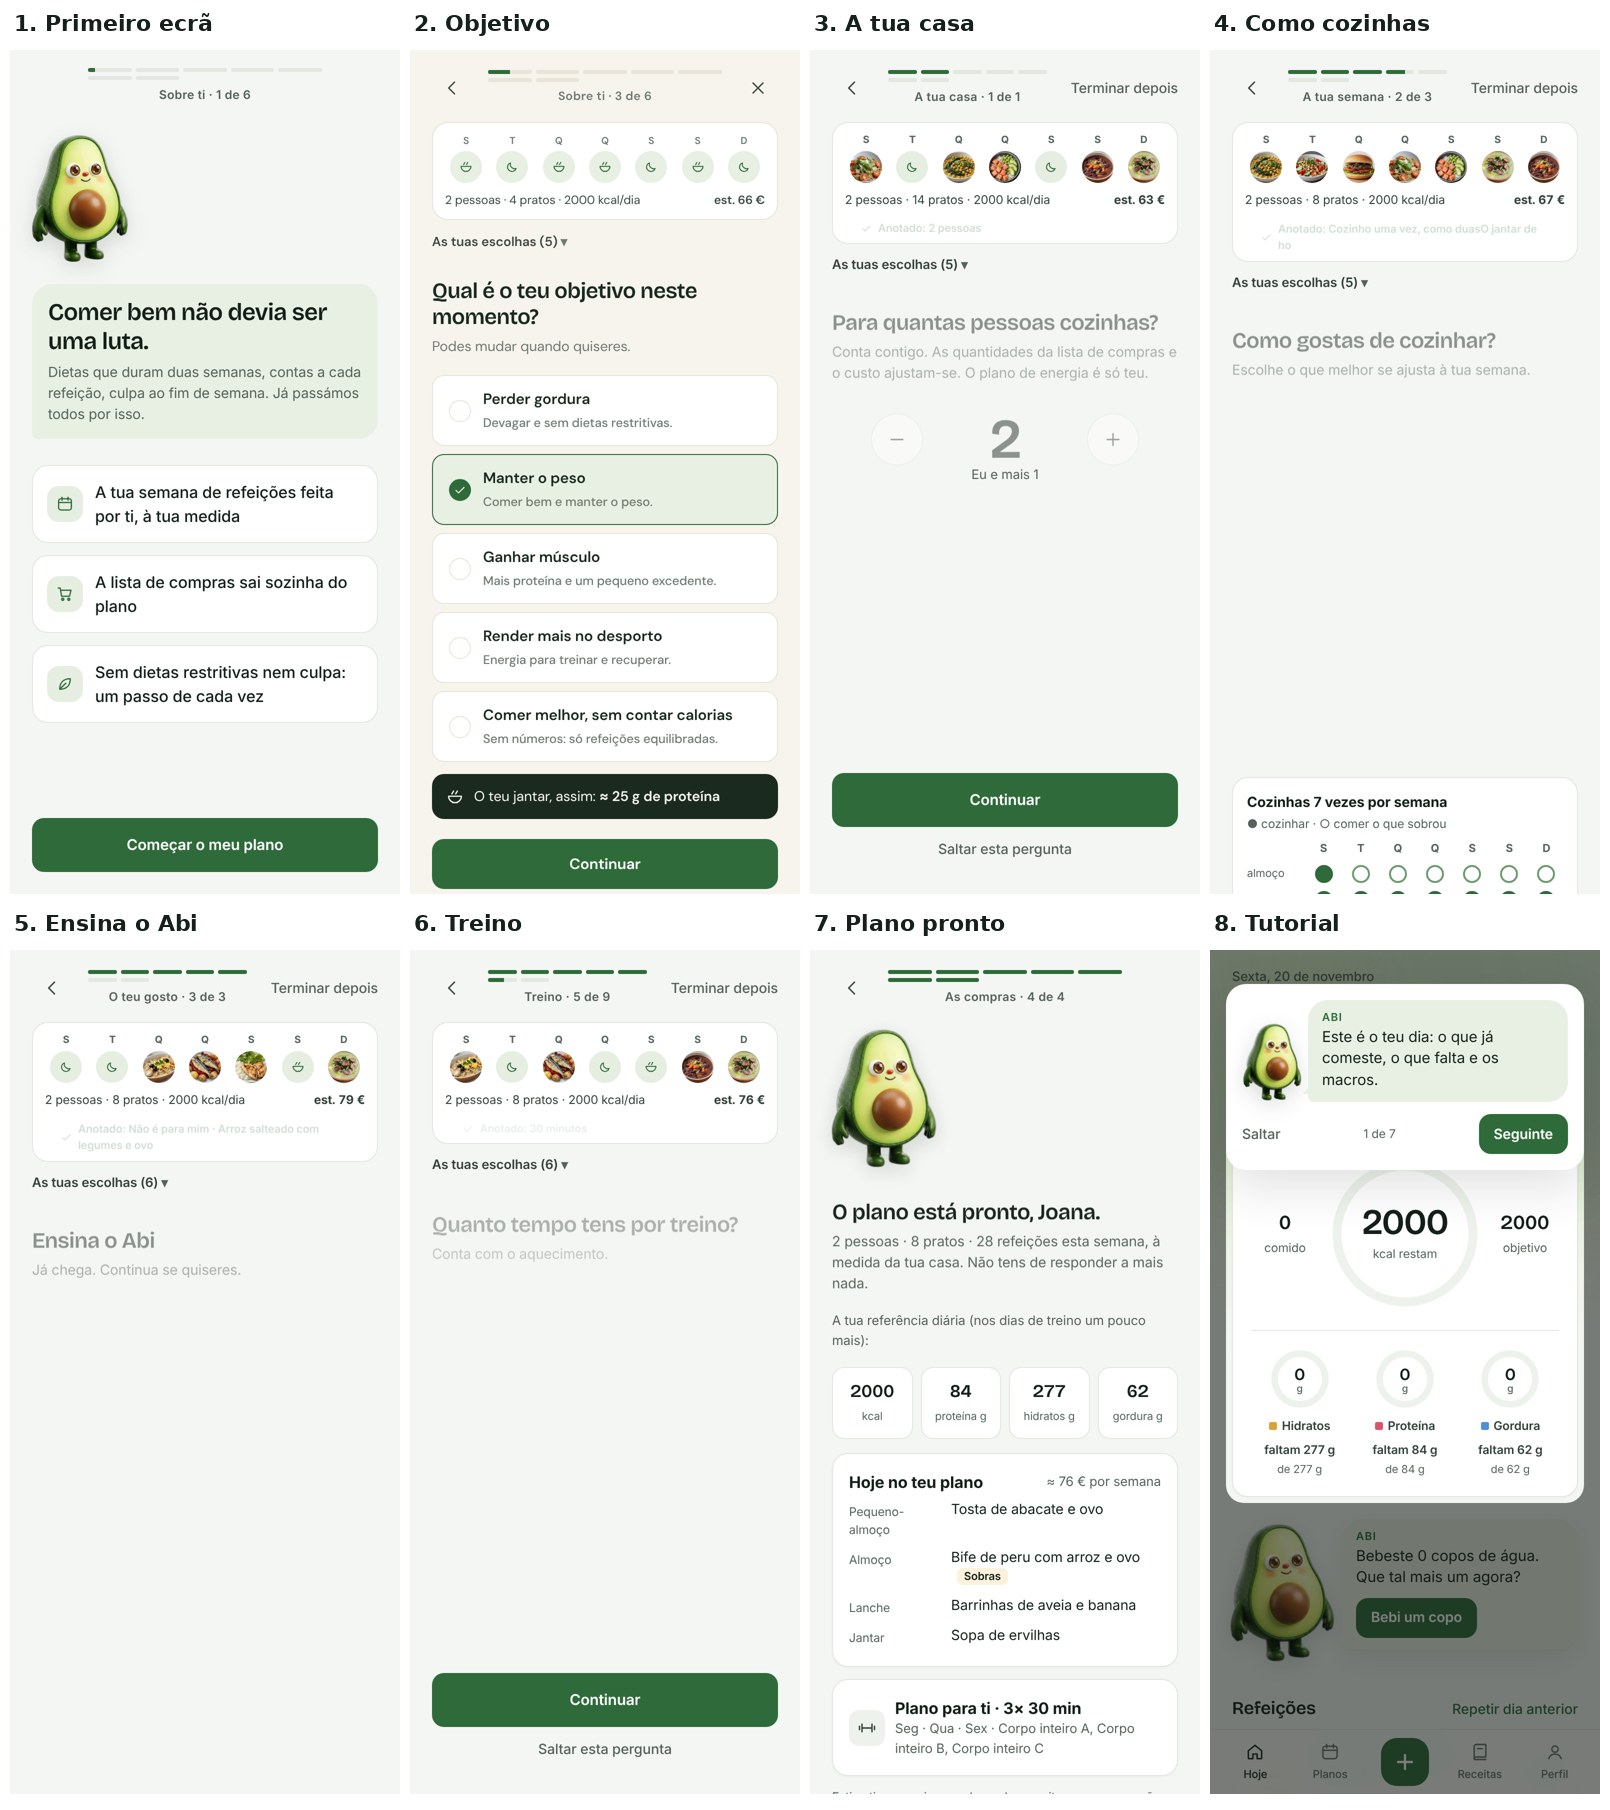 1. Primeiro ecrã
Sobre ti · 1 de 6
Comer bem não devia ser
uma luta.
Dietas que duram duas semanas, contas a cada
refeição, culpa ao fim de semana. Já passámos
todos por isso.
A tua semana de refeições feita
por ti, à tua medida
A lista de compras sai sozinha do
plano
Sem dietas restritivas nem culpa:
um passo de cada vez
Começar o meu plano
2. Objetivo
Sobre ti · 3 de 6
S T Q Q S S D
2 pessoas · 4 pratos · 2000 kcal/dia est. 66 €
As tuas escolhas (5) ▾
Qual é o teu objetivo neste
momento?
Podes mudar quando quiseres.
Perder gordura
Devagar e sem dietas restritivas.
Manter o peso
Comer bem e manter o peso.
Ganhar músculo
Mais proteína e um pequeno excedente.
Render mais no desporto
Energia para treinar e recuperar.
Comer melhor, sem contar calorias
Sem números: só refeições equilibradas.
O teu jantar, assim: ≈ 25 g de proteína
Continuar
3. A tua casa
A tua casa · 1 de 1
Terminar depois
S T Q Q S S D
2 pessoas · 14 pratos · 2000 kcal/dia est. 63 €
Anotado: 2 pessoas
As tuas escolhas (5) ▾
Para quantas pessoas cozinhas?
Conta contigo. As quantidades da lista de compras e
o custo ajustam-se. O plano de energia é só teu.
− 2 +
Eu e mais 1
Continuar
Saltar esta pergunta
4. Como cozinhas
A tua semana · 2 de 3
Terminar depois
S T Q Q S S D
2 pessoas · 8 pratos · 2000 kcal/dia est. 67 €
Anotado: Cozinho uma vez, como duasO jantar de
ho
As tuas escolhas (5) ▾
Como gostas de cozinhar?
Escolhe o que melhor se ajusta à tua semana.
Cozinhas 7 vezes por semana
● cozinhar · ○ comer o que sobrou
S T Q Q S S D
almoço
5. Ensina o Abi
O teu gosto · 3 de 3
Terminar depois
S T Q Q S S D
2 pessoas · 8 pratos · 2000 kcal/dia est. 79 €
Anotado: Não é para mim · Arroz salteado com
legumes e ovo
As tuas escolhas (6) ▾
Ensina o Abi
Já chega. Continua se quiseres.
6. Treino
Treino · 5 de 9
Terminar depois
S T Q Q S S D
2 pessoas · 8 pratos · 2000 kcal/dia est. 76 €
Anotado: 30 minutos
As tuas escolhas (6) ▾
Quanto tempo tens por treino?
Conta com o aquecimento.
Continuar
Saltar esta pergunta
7. Plano pronto
As compras · 4 de 4
O plano está pronto, Joana.
2 pessoas · 8 pratos · 28 refeições esta semana, à
medida da tua casa. Não tens de responder a mais
nada.
A tua referência diária (nos dias de treino um pouco
mais):
2000 84 277 62
kcal proteína g hidratos g gordura g
Hoje no teu plano ≈ 76 € por semana
Pequeno-
almoço
Tosta de abacate e ovo
Almoço Bife de peru com arroz e ovo
Sobras
Lanche Barrinhas de aveia e banana
Jantar Sopa de ervilhas
Plano para ti · 3× 30 min
Seg · Qua · Sex · Corpo inteiro A, Corpo
inteiro B, Corpo inteiro C
8. Tutorial
Sexta, 20 de novembro
ABI
Este é o teu dia: o que já
comeste, o que falta e os
macros.
Saltar 1 de 7 Seguinte
0 2000 2000
comido kcal restam objetivo
0 0 0
g g g
Hidratos Proteína Gordura
faltam 277 g faltam 84 g faltam 62 g
de 277 g de 84 g de 62 g
ABI
Bebeste 0 copos de água.
Que tal mais um agora?
Bebi um copo
Refeições Repetir dia anterior
Hoje Planos + Receitas Perfil